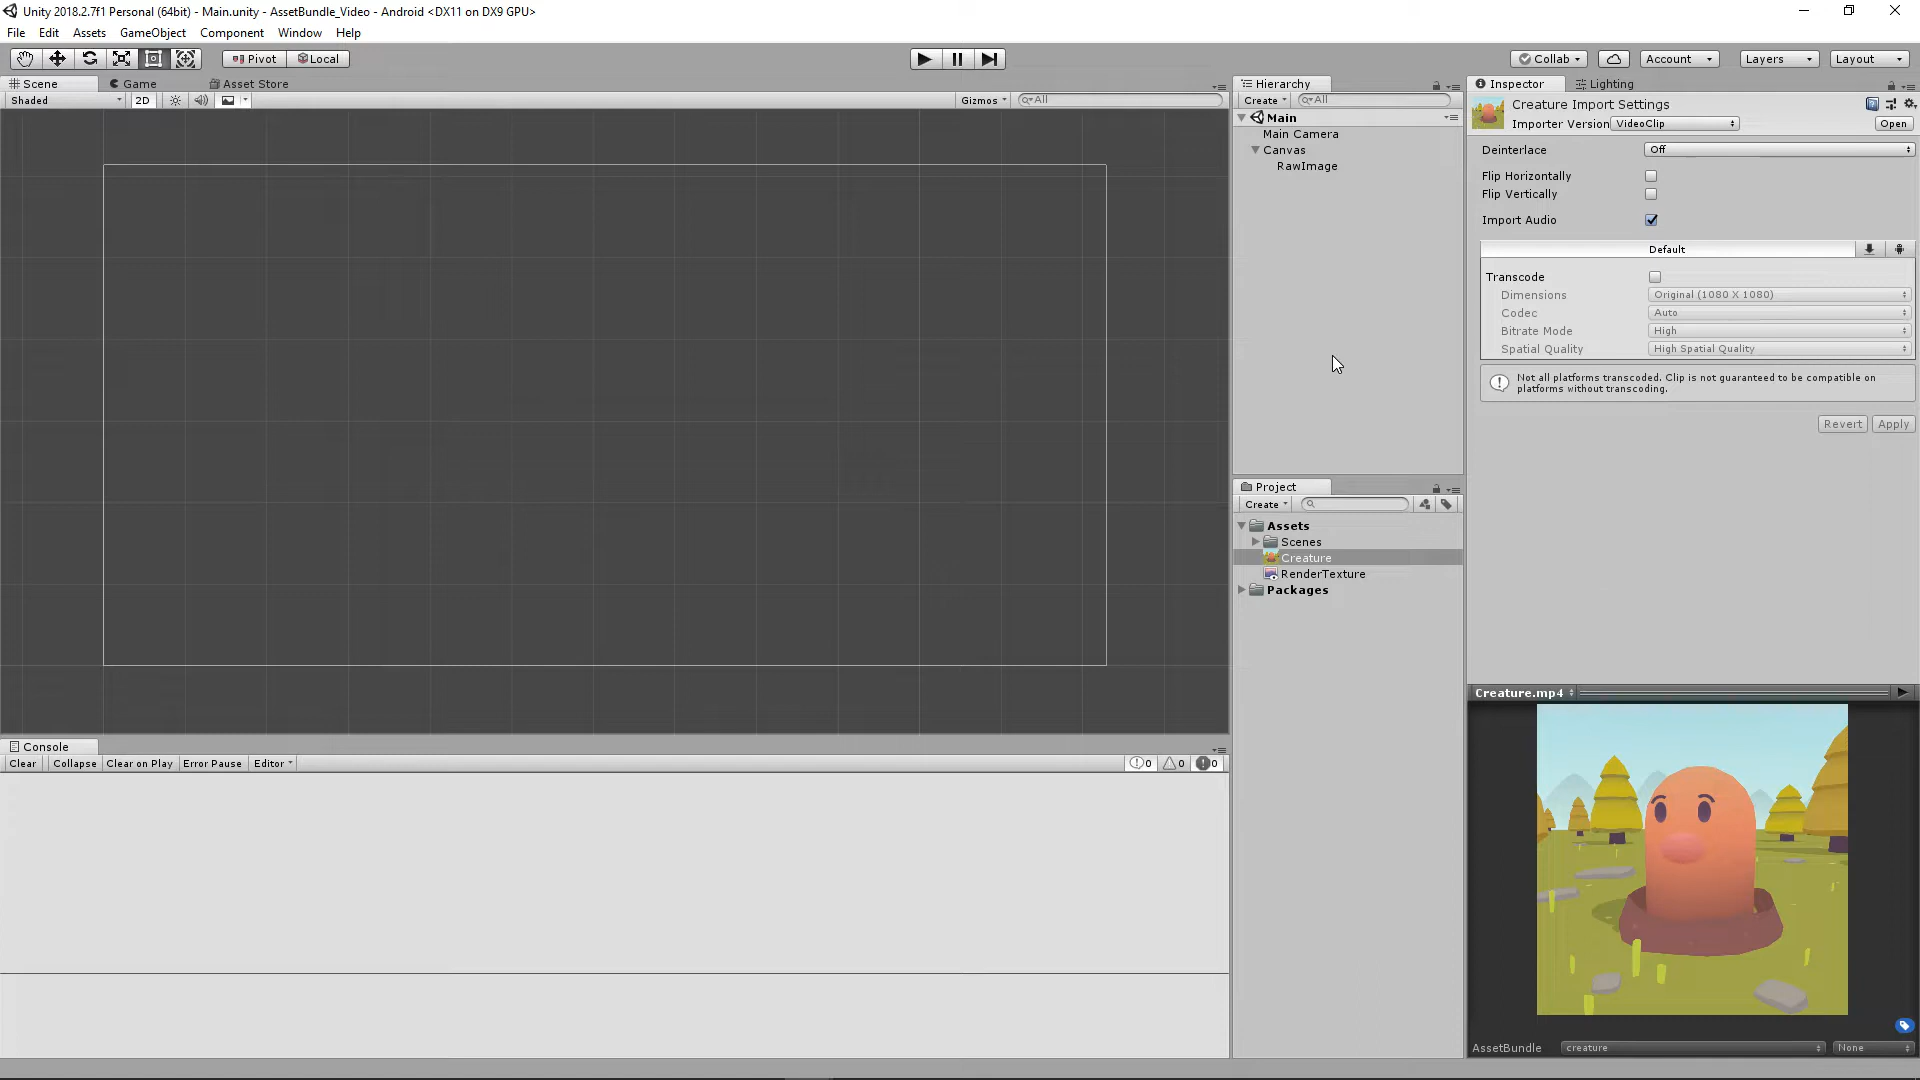 Unity 2018.2.7f1 Personal (64bit) - Main.unity - AssetBundle_Video - Android <DX11 on DX9 GPU>
File Edit Assets GameObject Component Window Help
Pivot Local Collab Account Layers Layout
Scene Game Asset Store
Shaded 2D Gizmos All
Hierarchy
Create All
Main
Main Camera
Canvas
RawImage
Project
Create
Assets
Scenes
Creature
RenderTexture
Packages
Inspector Lighting
Creature Import Settings
Importer Version VideoClip Open
Deinterlace Off
Flip Horizontally
Flip Vertically
Import Audio
Default
Transcode
Dimensions Original (1080 X 1080)
Codec Auto
Bitrate Mode High
Spatial Quality High Spatial Quality
Not all platforms transcoded. Clip is not guaranteed to be compatible on
platforms without transcoding.
Revert Apply
Creature.mp4
AssetBundle creature None
Console
Clear Collapse Clear on Play Error Pause Editor 0 0 0